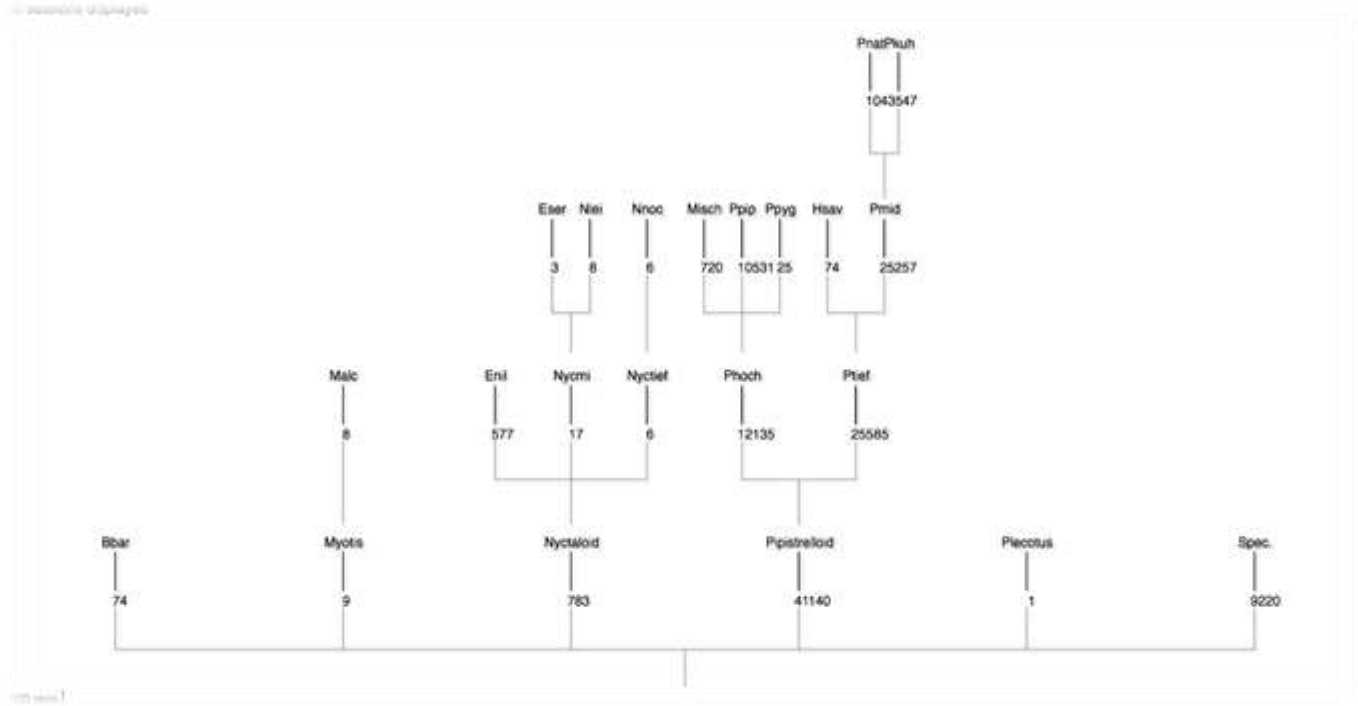 sessions displayed
PnatPkuh
1043547
Eser Nlei Nnoc Misch Ppip Ppyg Hsav Pmid
3 8 6 720 10531 25 74 25257
Malc Enil Nycmi Nyctief Phoch Ptief
8 577 17 6 12135 25585
Bbar Myotis Nyctaloid Pipistrelloid Plecotus Spec.
74 9 783 41140 1 9220